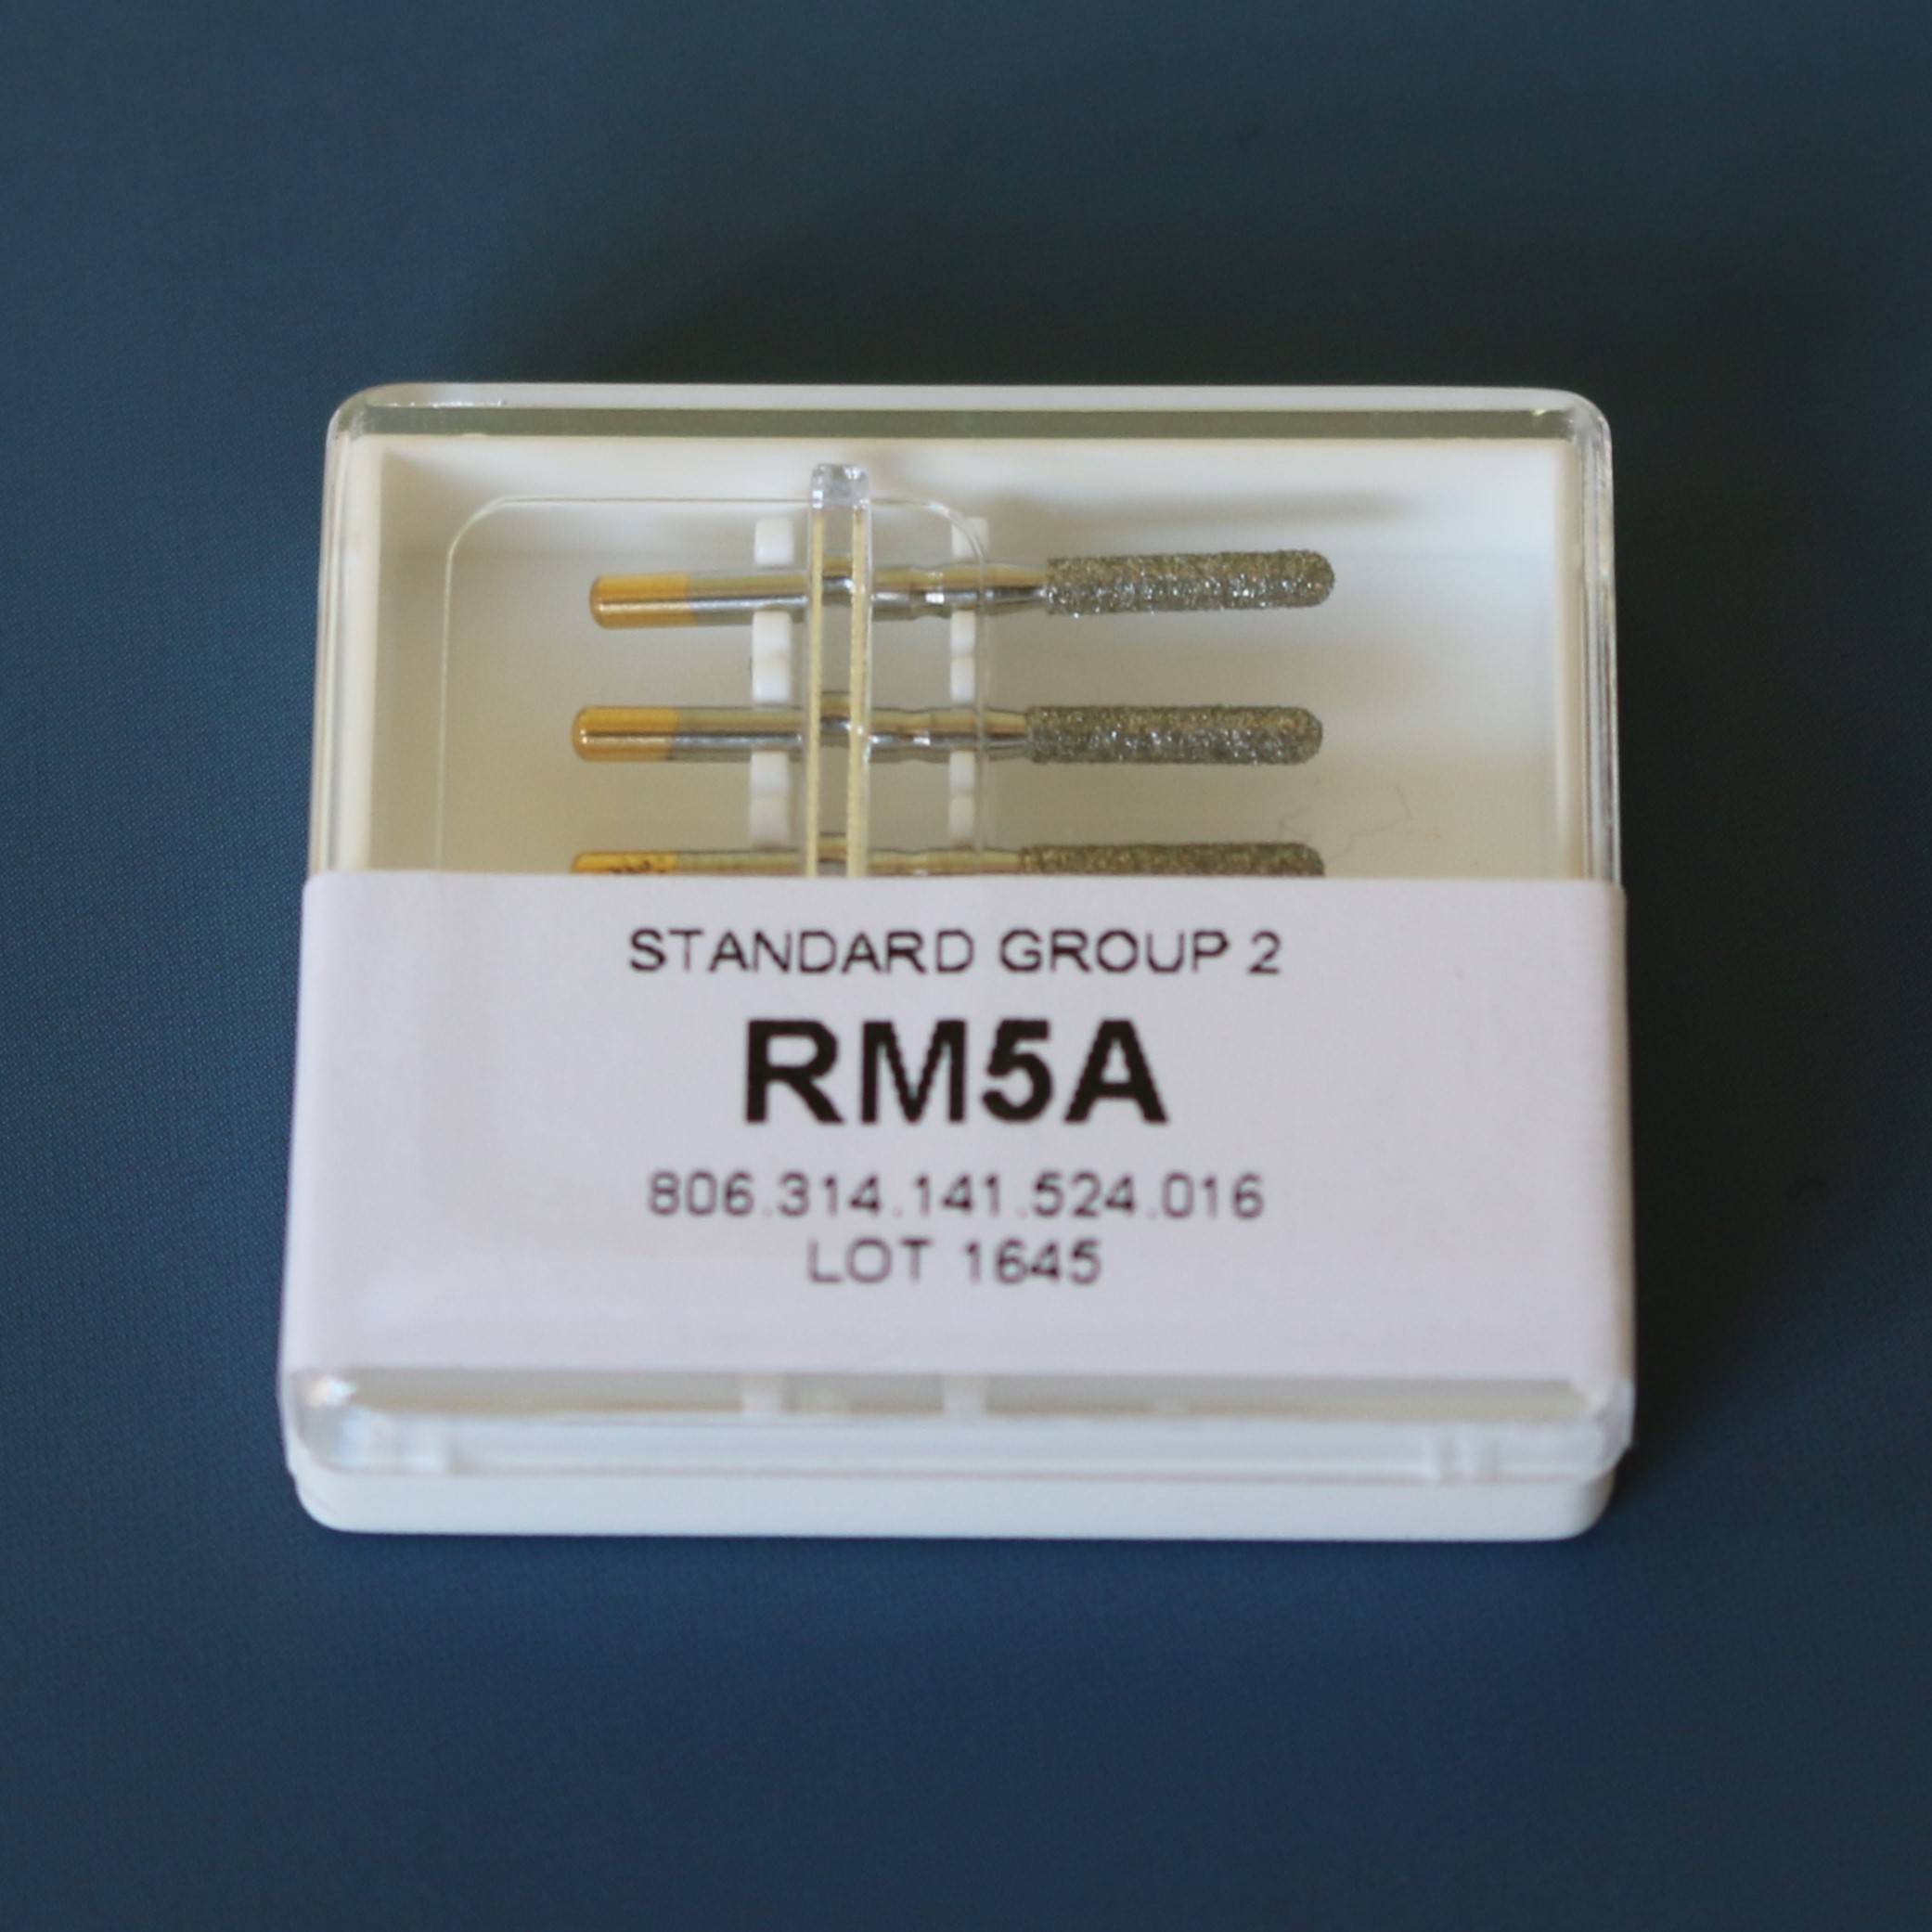 STANDARD GROUP 2
RM5A
806.314.141.524.016
LOT 1645